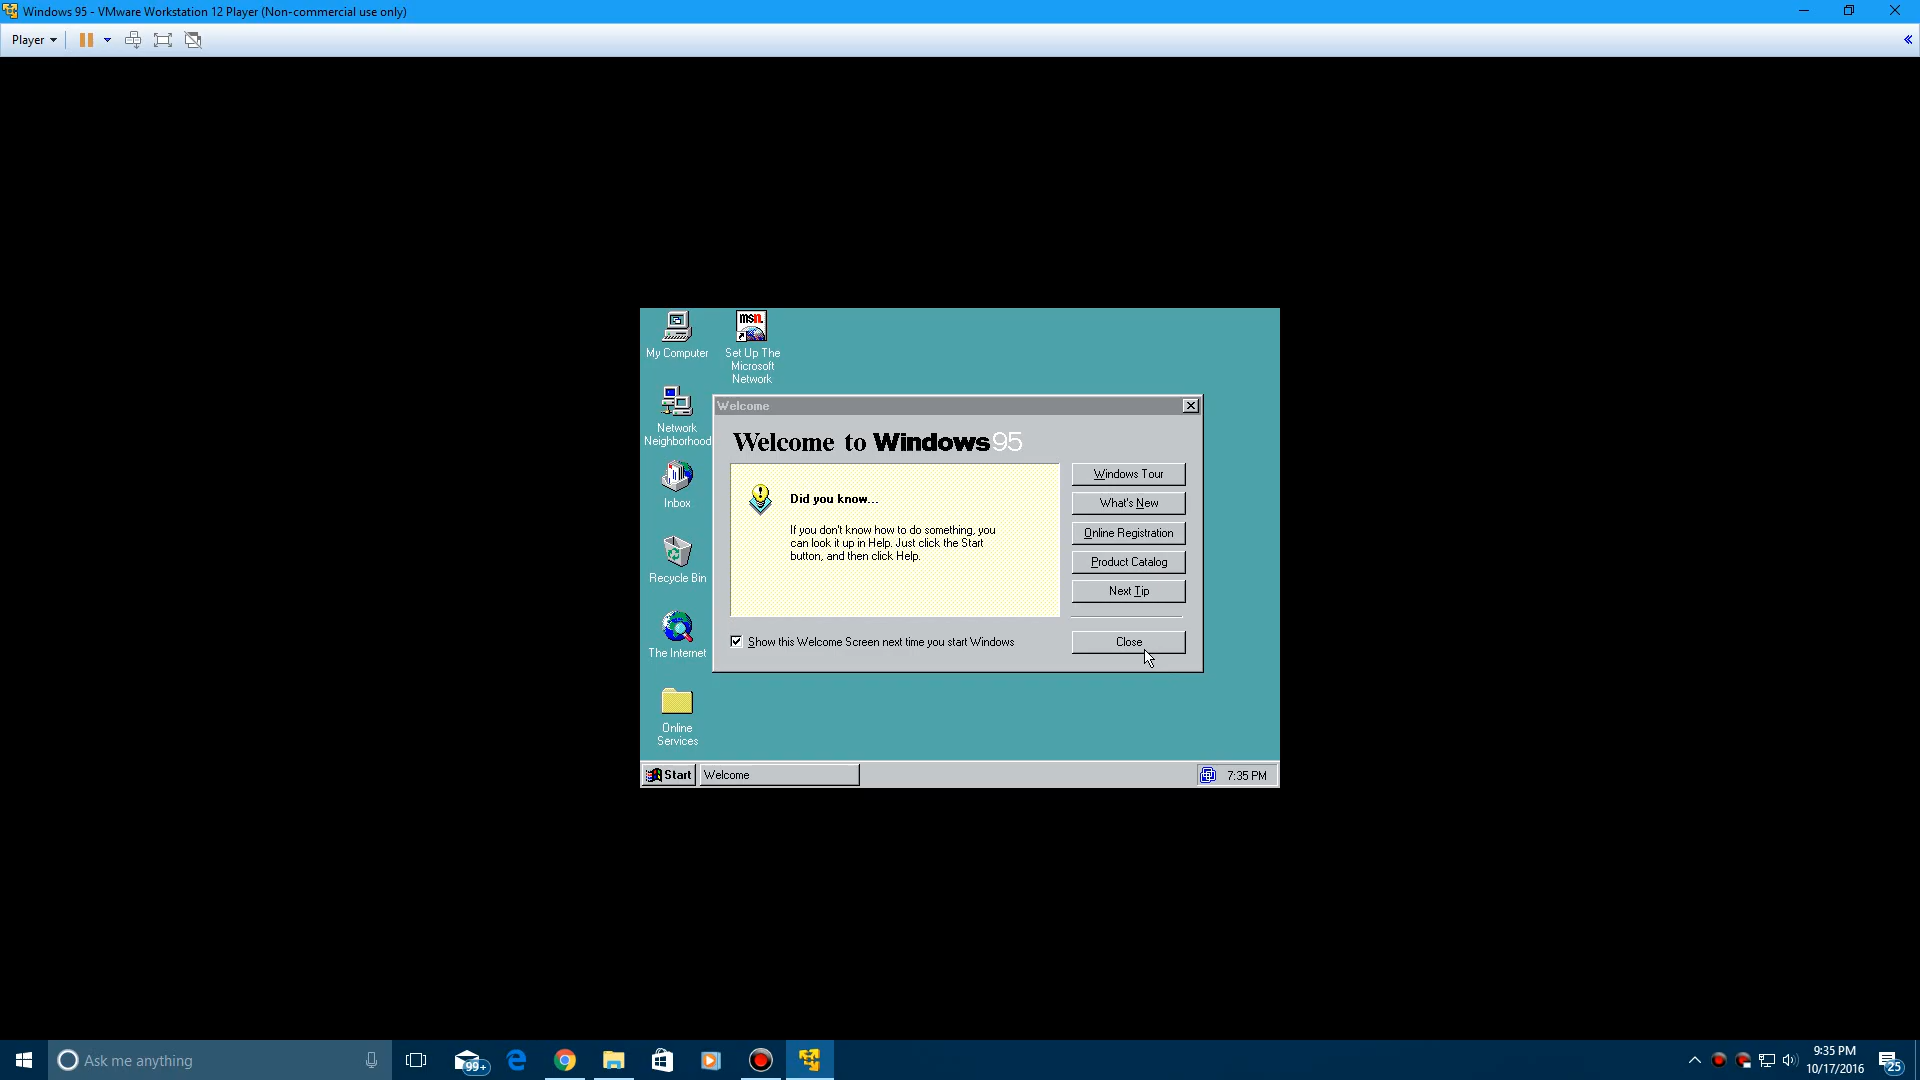 Windows 95 - VMware Workstation 12 Player (Non-commercial use only)
Player
My Computer
msn.
Set Up The
Microsoft
Network
Network
Neighborhood
Inbox
Recycle Bin
The Internet
Online
Services
Welcome
Welcome to Windows 95
Did you know...
If you don't know how to do something, you
can look it up in Help. Just click the Start
button, and then click Help.
Windows Tour
What's New
Online Registration
Product Catalog
Next Tip
Show this Welcome Screen next time you start Windows
Close
Start
Welcome
7:35 PM
Ask me anything
99+
9:35 PM
10/17/2016
25